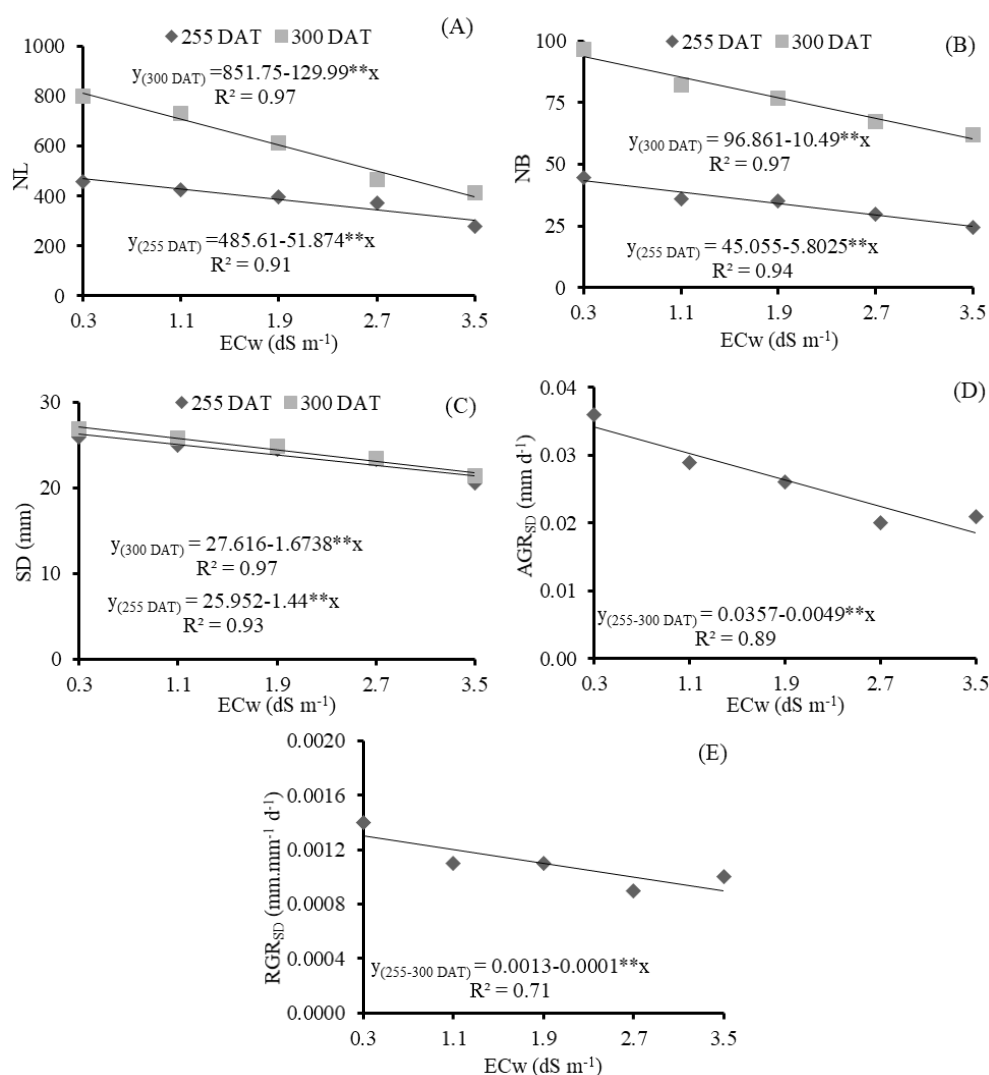 (A)
255 DAT 300 DAT
y(300 DAT) =851.75-129.99**x
R² = 0.97
y(255 DAT) =485.61-51.874**x
R² = 0.91
NL
1000
800
600
400
200
0
0.3 1.1 1.9 2.7 3.5
ECw (dS m-1)
(B)
255 DAT 300 DAT
y(300 DAT) = 96.861-10.49**x
R² = 0.97
y(255 DAT) = 45.055-5.8025**x
R² = 0.94
NB
100
75
50
25
0
0.3 1.1 1.9 2.7 3.5
ECw (dS m-1)
(C)
255 DAT 300 DAT
y(300 DAT) = 27.616-1.6738**x
R² = 0.97
y(255 DAT) = 25.952-1.44**x
R² = 0.93
SD (mm)
30
20
10
0
0.3 1.1 1.9 2.7 3.5
ECw (dS m-1)
(D)
y(255-300 DAT) = 0.0357-0.0049**x
R² = 0.89
AGRSD (mm d-1)
0.04
0.03
0.02
0.01
0.00
0.3 1.1 1.9 2.7 3.5
ECw (dS m-1)
(E)
y(255-300 DAT) = 0.0013-0.0001**x
R² = 0.71
RGRSD (mm.mm-1 d-1)
0.0020
0.0016
0.0012
0.0008
0.0004
0.0000
0.3 1.1 1.9 2.7 3.5
ECw (dS m-1)